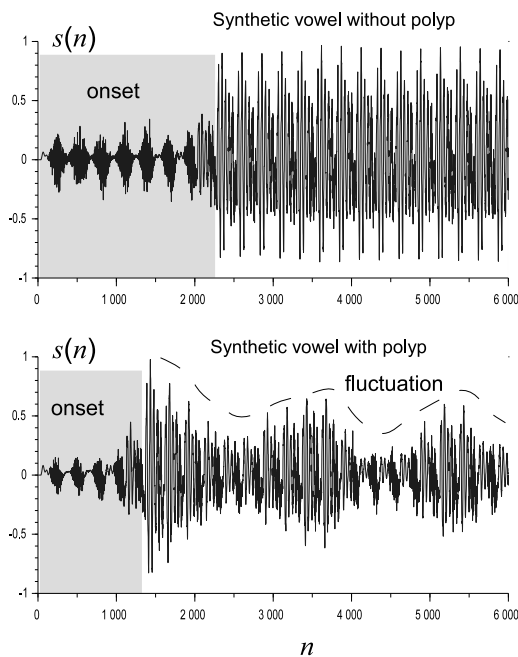 Synthetic vowel without polyp
s(n)
1
onset
0.5
0
-0.5
-1
0 1 000 2 000 3 000 4 000 5 000 6 000
s(n)
Synthetic vowel with polyp
1
fluctuation
onset
0.5
0
-0.5
-1
0 1 000 2 000 3 000 4 000 5 000 6 000
n